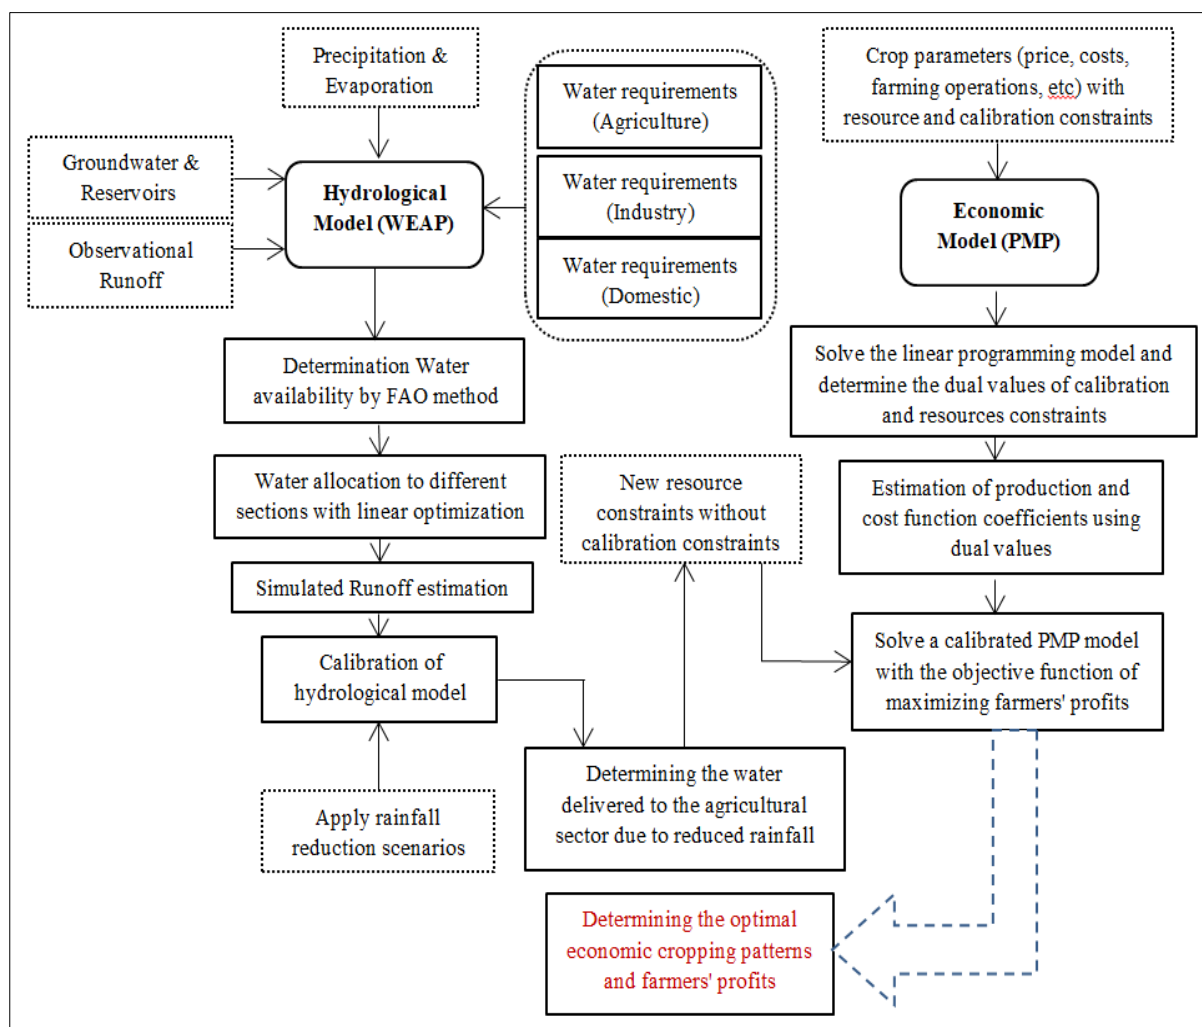 Precipitation &
Evaporation
Groundwater &
Reservoirs
Observational
Runoff
Hydrological
Model (WEAP)
Water requirements
(Agriculture)
Water requirements
(Industry)
Water requirements
(Domestic)
Crop parameters (price, costs,
farming operations, etc) with
resource and calibration constraints
Economic
Model (PMP)
Determination Water
availability by FAO method
Water allocation to different
sections with linear optimization
Simulated Runoff estimation
Calibration of
hydrological model
Apply rainfall
reduction scenarios
New resource
constraints without
calibration constraints
Determining the water
delivered to the agricultural
sector due to reduced rainfall
Solve the linear programming model and
determine the dual values of calibration
and resources constraints
Estimation of production and
cost function coefficients using
dual values
Solve a calibrated PMP model
with the objective function of
maximizing farmers' profits
Determining the optimal
economic cropping patterns
and farmers' profits